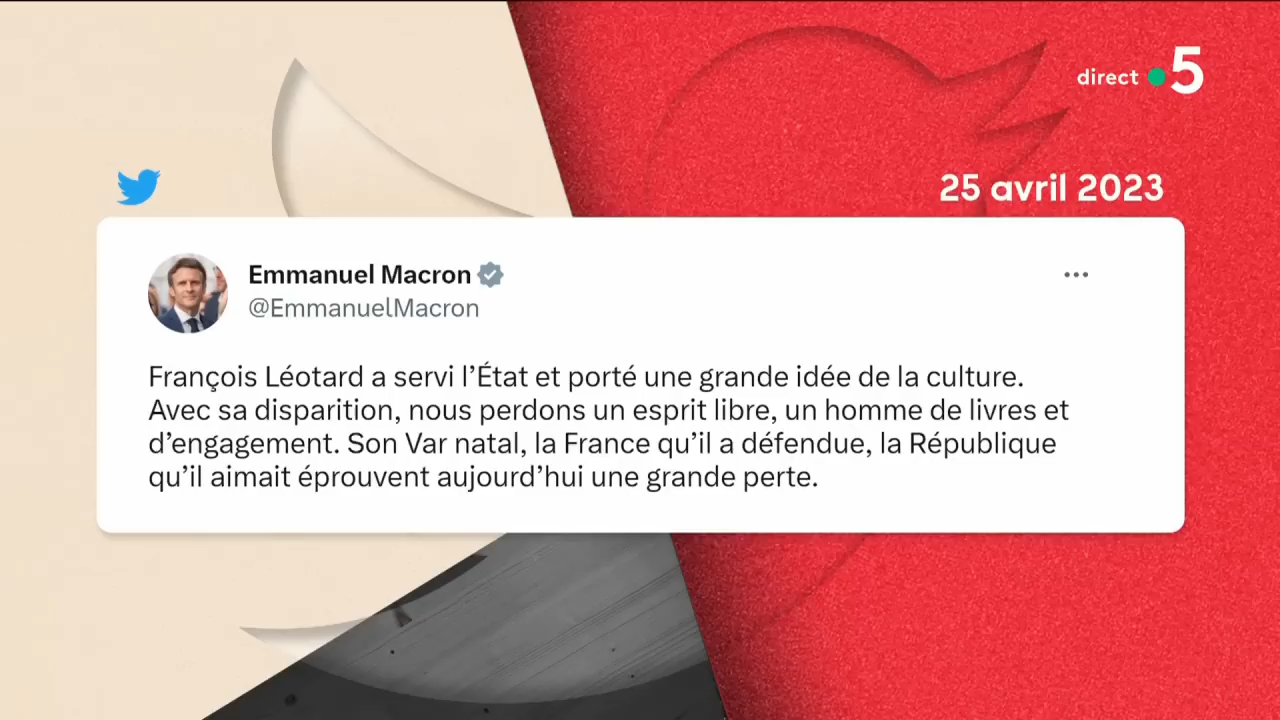 direct 5
25 avril 2023
Emmanuel Macron
@EmmanuelMacron
François Léotard a servi l’État et porté une grande idée de la culture.
Avec sa disparition, nous perdons un esprit libre, un homme de livres et
d’engagement. Son Var natal, la France qu’il a défendue, la République
qu’il aimait éprouvent aujourd’hui une grande perte.